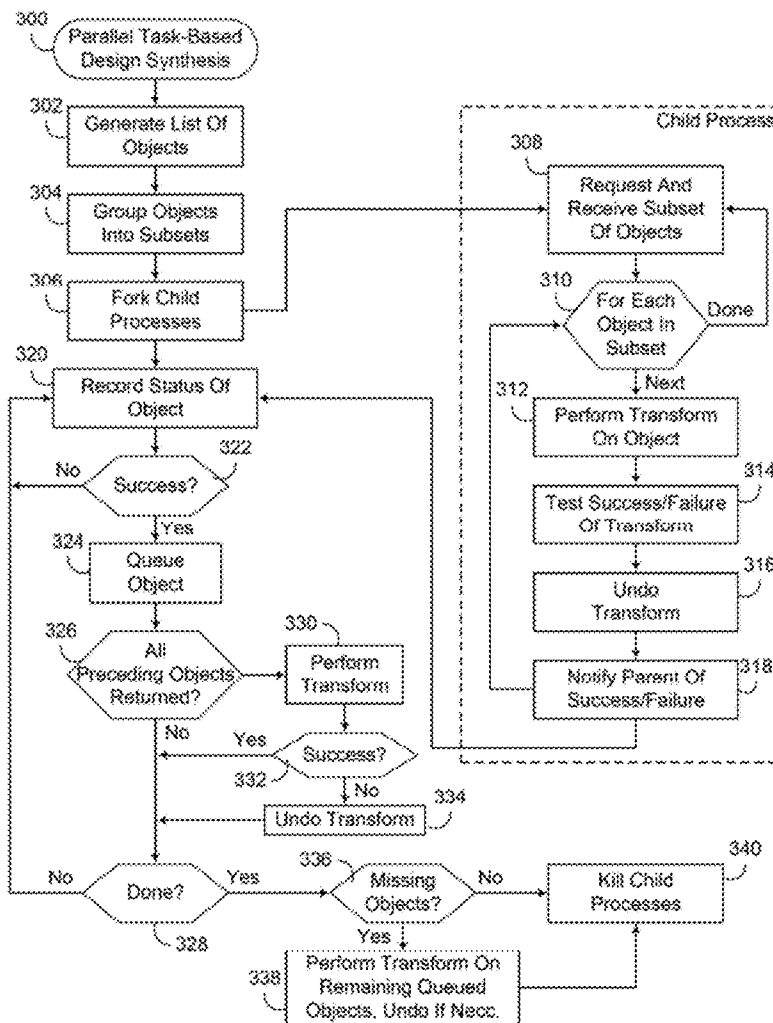 300
Parallel Task-Based
Design Synthesis
302
Generate List Of
Objects
304
Group Objects
Into Subsets
306
Fork Child
Processes
320
Record Status Of
Object
322
No
Success?
Yes
324
Queue
Object
326
All
Preceding Objects
Returned?
No
330
Perform
Transform
Yes
Success?
332
No
Undo Transform
334
No
Done?
Yes
328
336
Missing
Objects?
No
Yes
338
Perform Transform On
Remaining Queued
Objects, Undo If Necc.
340
Kill Child
Processes
Child Process
308
Request And
Receive Subset
Of Objects
310
For Each
Object In
Subset
Done
Next
312
Perform Transform
On Object
314
Test Success/Failure
Of Transform
316
Undo
Transform
318
Notify Parent Of
Success/Failure